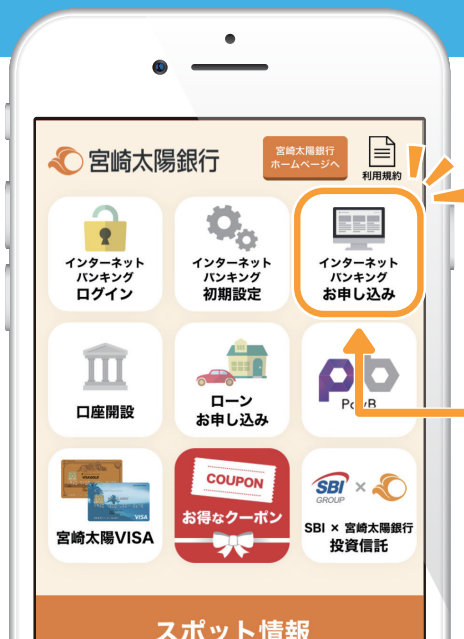 宮崎太陽銀行
宮崎太陽銀行
ホームページへ
利用規約
インターネット
バンキング
ログイン
インターネット
バンキング
初期設定
インターネット
バンキング
お申し込み
口座開設
ローン
お申し込み
宮崎太陽VISA
VISA
COUPON
お得なクーポン
SBI
GROUP
×
SBI × 宮崎太陽銀行
投資信託
スポット情報